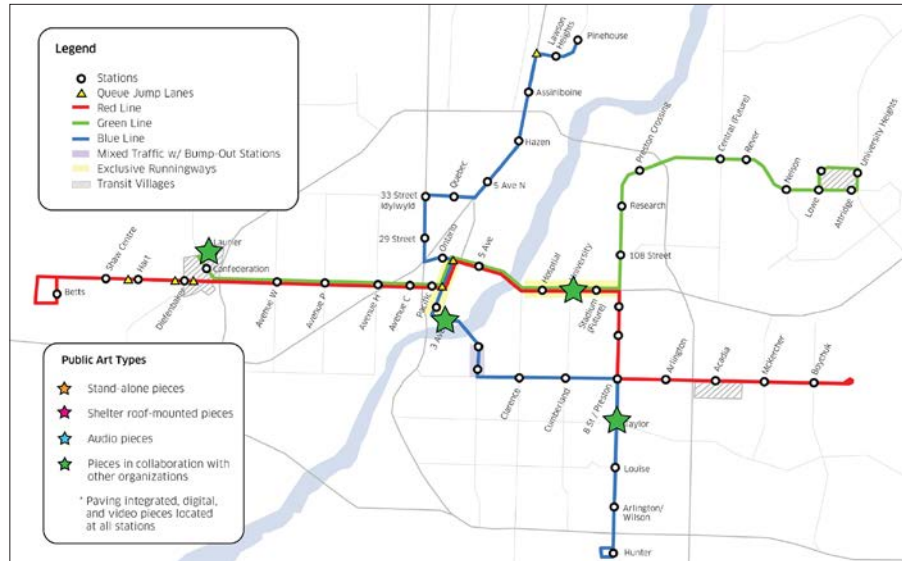 Legend
Stations
Queue Jump Lanes
Red Line
Green Line
Blue Line
Mixed Traffic w/ Bump-Out Stations
Exclusive Runningways
Transit Villages
Lawson
Heights
Pinehouse
Assiniboine
Hazen
Preston Crossing
Central (Future)
Rever
University Heights
Nelson
Lowe
Attridge
Quebec
5 Ave N
33 Street
Idylwyld
29 Street
Research
108 Street
Ontario
5 Ave
Hospital
University
Stadium
(Future)
Laurier
Confederation
Shaw Centre
Hart
Diefenbaker
Betts
Avenue W
Avenue P
Avenue H
Avenue C
Pacific
3 Ave
Arlington
Acadia
McKercher
Boychuk
Clarence
Cumberland
8 St / Preston
Taylor
Louise
Arlington/
Wilson
Hunter
Public Art Types
Stand-alone pieces
Shelter roof-mounted pieces
Audio pieces
Pieces in collaboration with
other organizations
* Paving integrated, digital,
and video pieces located
at all stations